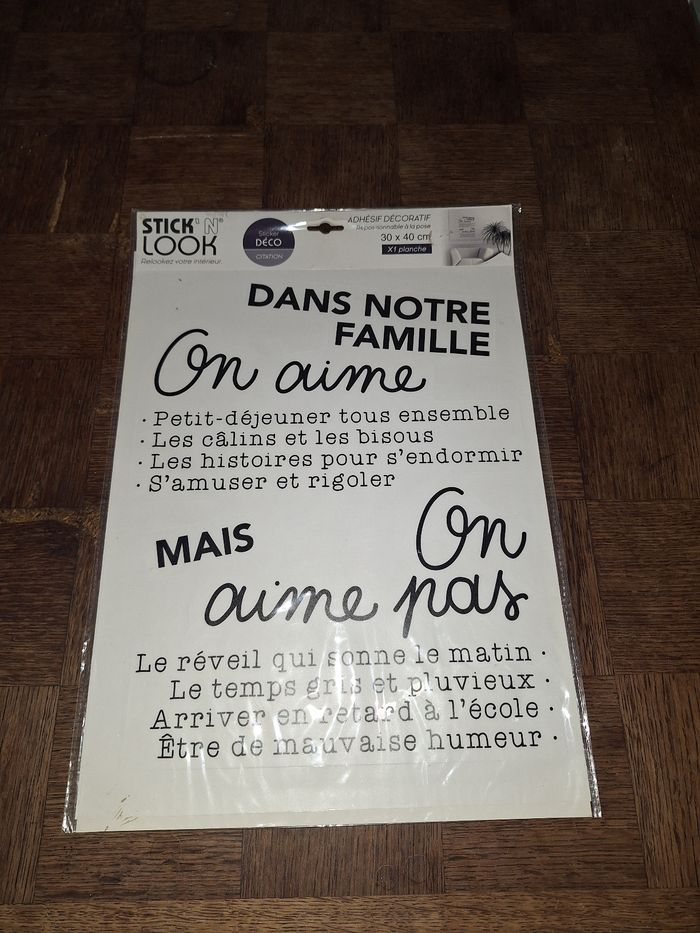 STICK'N'®
LOOK
Relookez votre intérieur.
Sticker
DÉCO
CITATION
ADHÉSIF DÉCORATIF
Repositionnable à la pose
30 x 40 cm
X1 planche
DANS NOTRE
FAMILLE
On aime
· Petit-déjeuner tous ensemble
· Les câlins et les bisous
· Les histoires pour s'endormir
· S'amuser et rigoler
MAIS
On
aime pas
Le réveil qui sonne le matin ·
Le temps gris et pluvieux ·
Arriver en retard à l'école ·
Être de mauvaise humeur ·